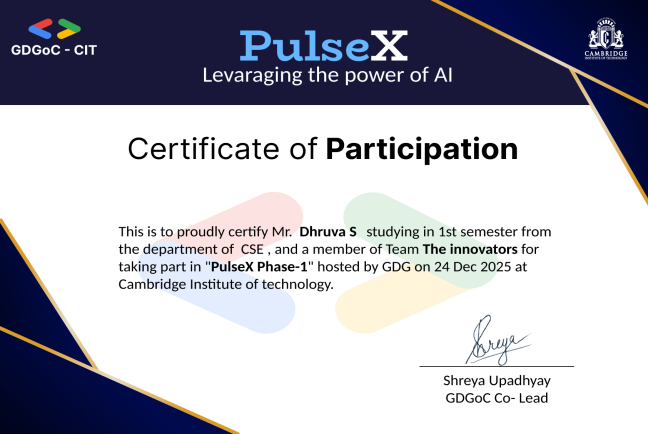 GDGoC - CIT
PulseX
Levaraging the power of AI
CAMBRIDGE
INSTITUTE OF TECHNOLOGY
Certificate of Participation
This is to proudly certify Mr. Dhruva S studying in 1st semester from
the department of CSE , and a member of Team The innovators for
taking part in "PulseX Phase-1" hosted by GDG on 24 Dec 2025 at
Cambridge Institute of technology.
Shreya
Shreya Upadhyay
GDGoC Co- Lead